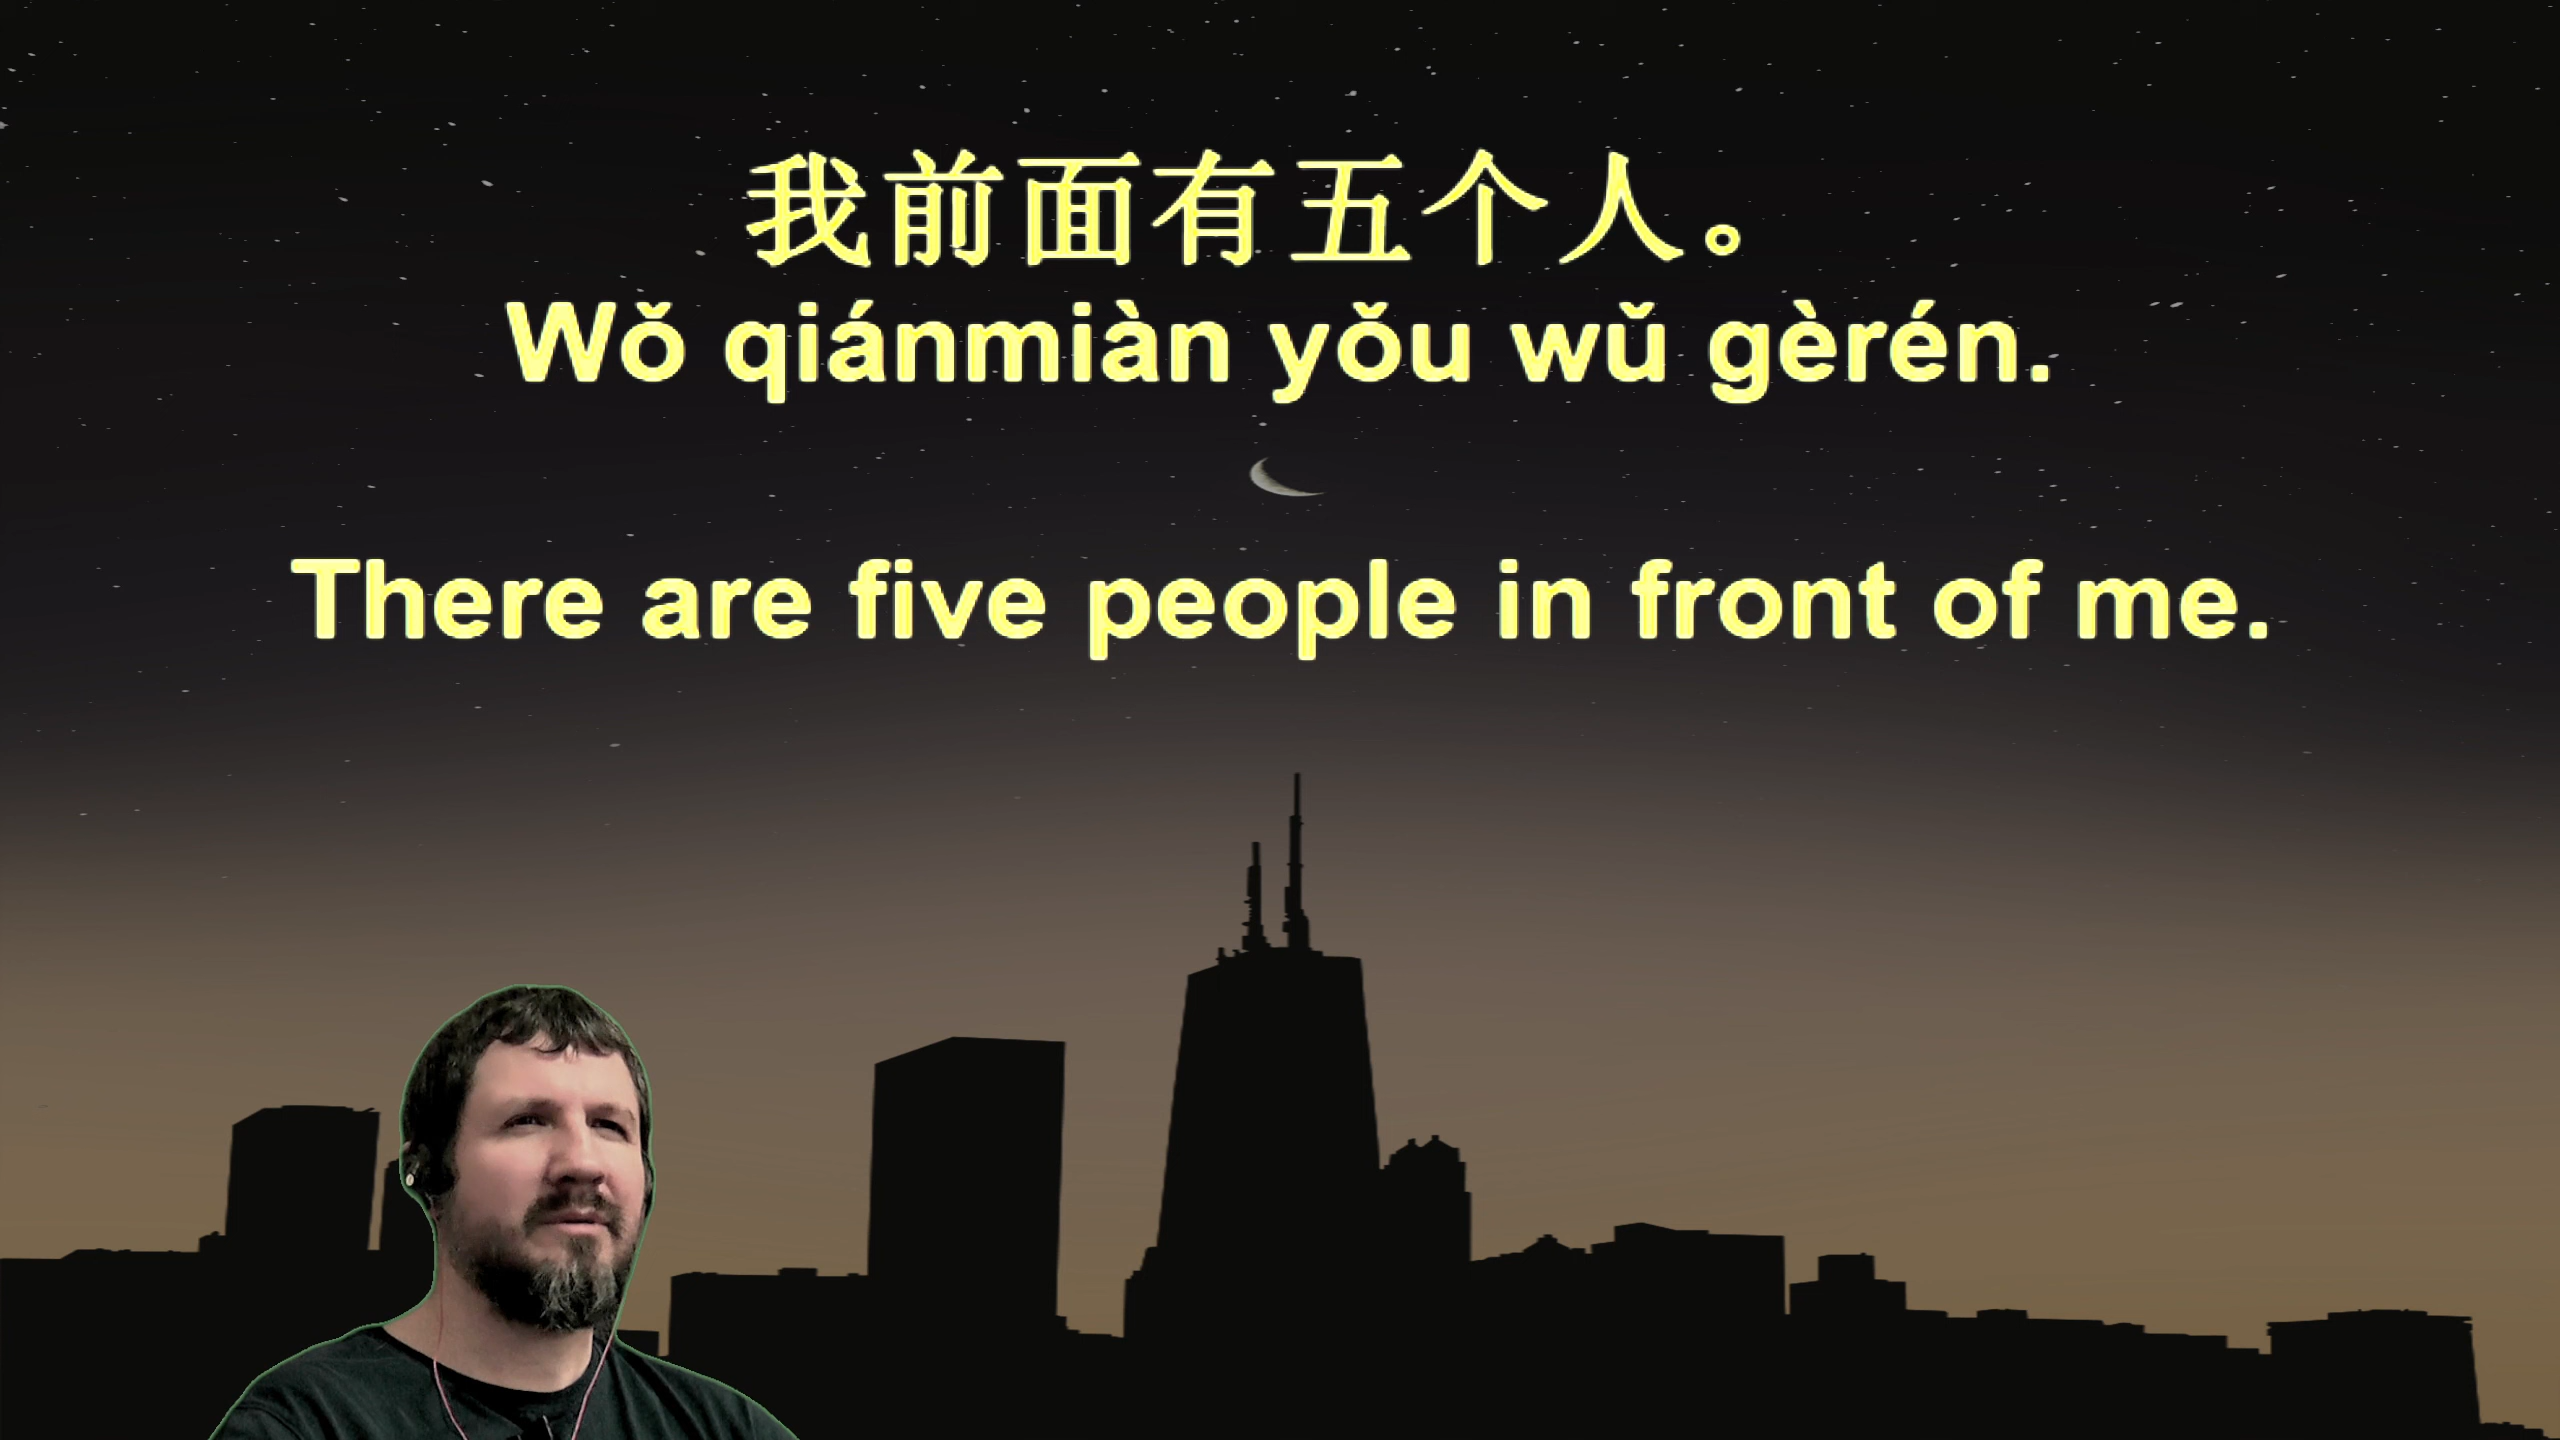 我前面有五个人。
Wǒ qiánmiàn yǒu wǔ gèrén.
There are five people in front of me.